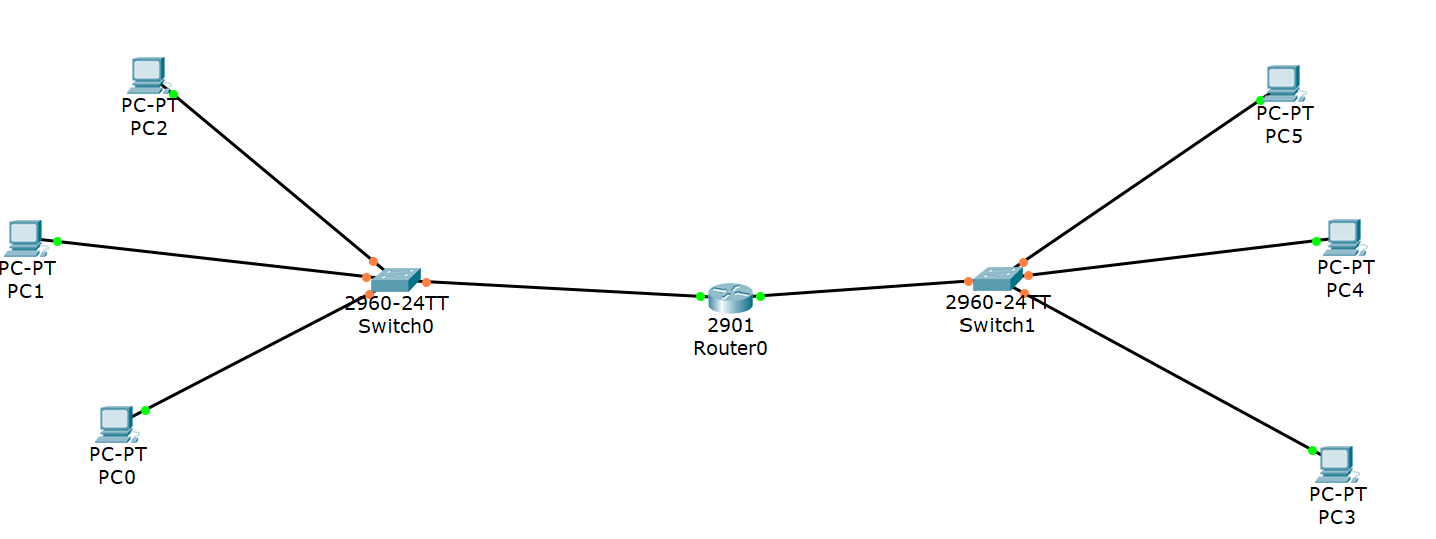 PC-PT
PC2
PC-PT
PC5
PC-PT
PC1
PC-PT
PC4
2960-24TT
Switch0
2901
Router0
2960-24TT
Switch1
PC-PT
PC0
PC-PT
PC3